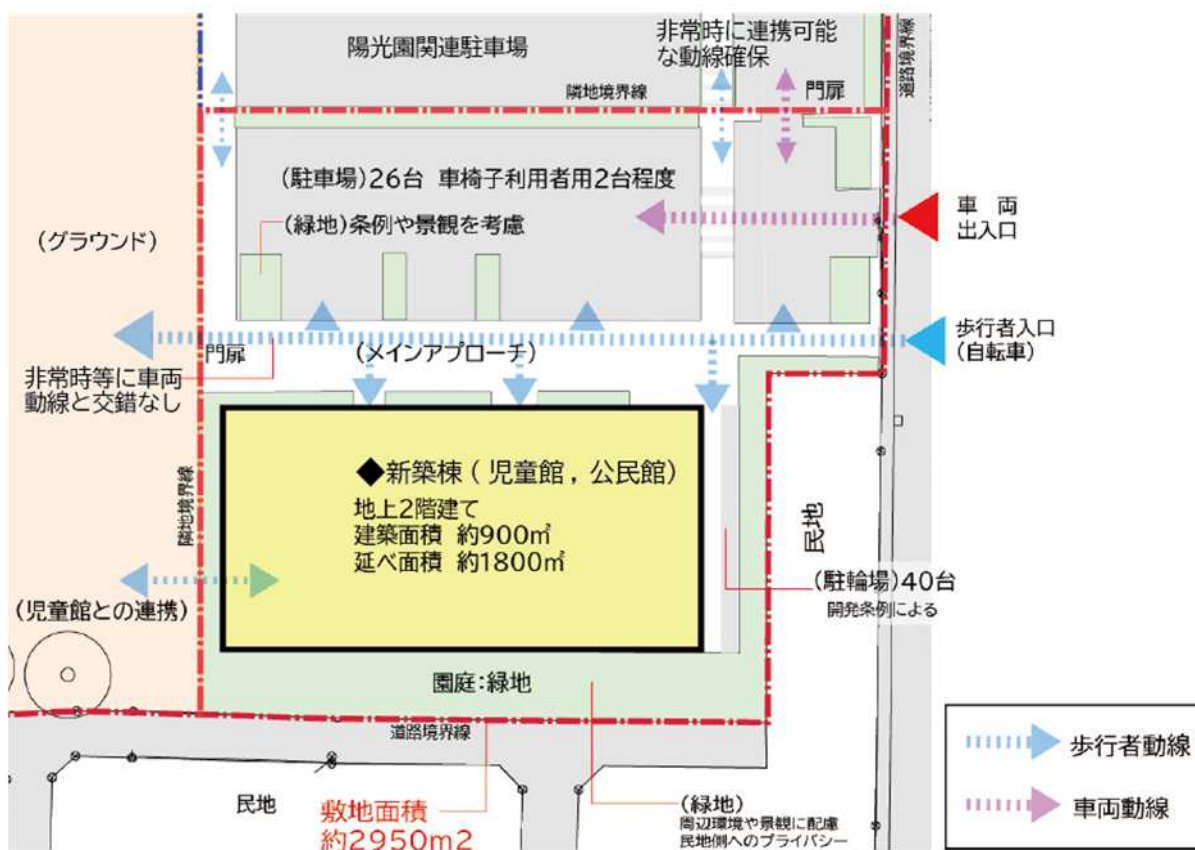 陽光園関連駐車場
非常時に連携可能
な動線確保
隣地境界線
門扉
道路境界線
(駐車場)26台 車椅子利用者用2台程度
(緑地)条例や景観を考慮
(グラウンド)
車 両
出入口
歩行者入口
(自転車)
門扉
(メインアプローチ)
非常時等に車両
動線と交錯なし
隣地境界線
◆新築棟(児童館,公民館)
地上2階建て
建築面積 約900㎡
延べ面積 約1800㎡
民地
(駐輪場)40台
開発条例による
(児童館との連携)
園庭:緑地
道路境界線
民地
敷地面積
約2950m2
(緑地)
周辺環境や景観に配慮
民地側へのプライバシー
歩行者動線
車両動線